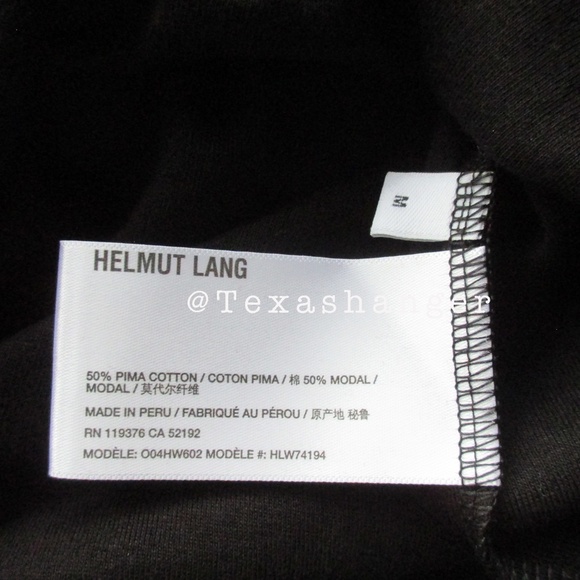 M
HELMUT LANG
@Texashanger
50% PIMA COTTON / COTON PIMA / 棉 50% MODAL /
MODAL / 莫代尔纤维
MADE IN PERU / FABRIQUÉ AU PÉROU / 原产地 秘鲁
RN 119376 CA 52192
MODÈLE: O04HW602 MODÈLE #: HLW74194